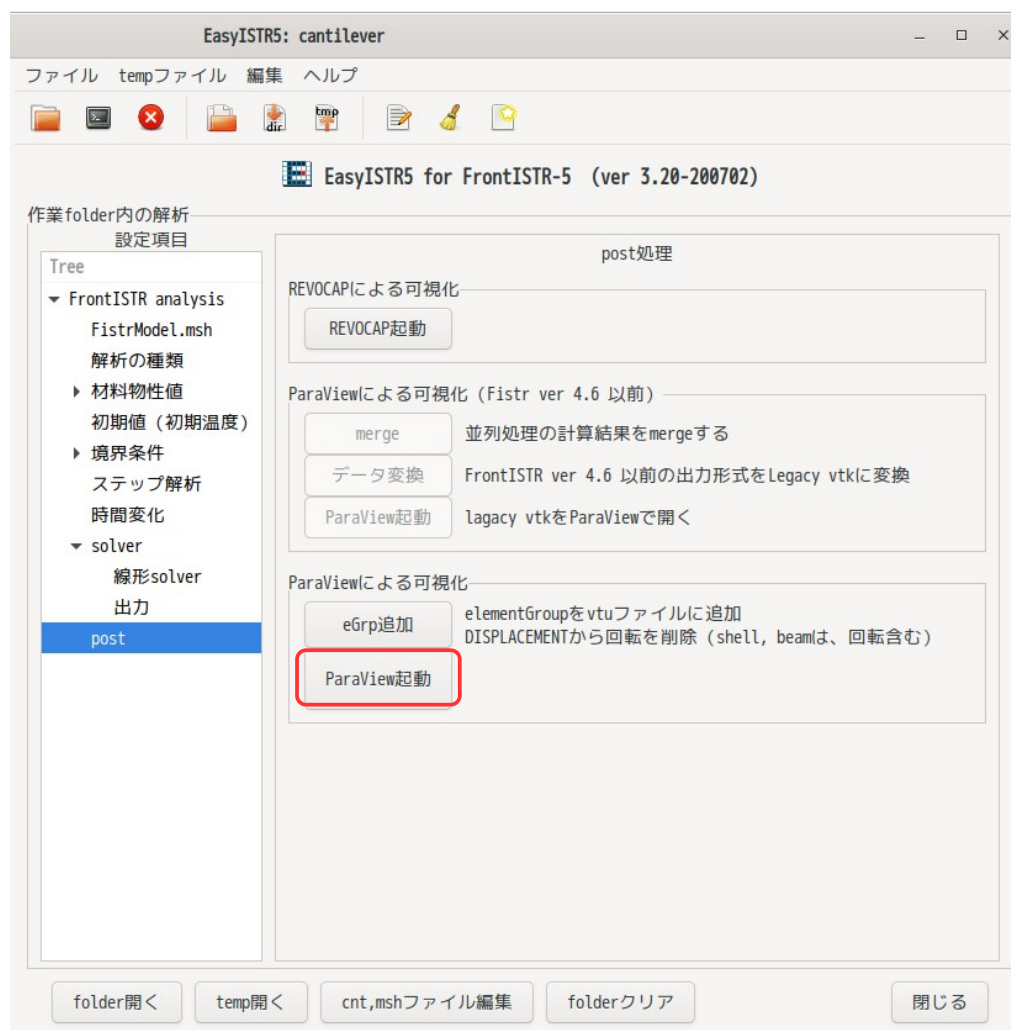 EasyISTR5: cantilever
ファイル tempファイル 編集 ヘルプ
dir tmp
EasyISTR5 for FrontISTR-5 (ver 3.20-200702)
作業folder内の解析
設定項目
Tree
FrontISTR analysis
FistrModel.msh
解析の種類
材料物性値
初期値 (初期温度)
境界条件
ステップ解析
時間変化
solver
線形solver
出力
post
post処理
REVOCAPによる可視化
REVOCAP起動
ParaViewによる可視化 (Fistr ver 4.6 以前)
merge 並列処理の計算結果をmergeする
データ変換 FrontISTR ver 4.6 以前の出力形式をLegacy vtkに変換
ParaView起動 lagacy vtkをParaViewで開く
ParaViewによる可視化
eGrp追加 elementGroupをvtuファイルに追加
DISPLACEMENTから回転を削除 (shell, beamは、回転含む)
ParaView起動
folder開く temp開く cnt,mshファイル編集 folderクリア 閉じる